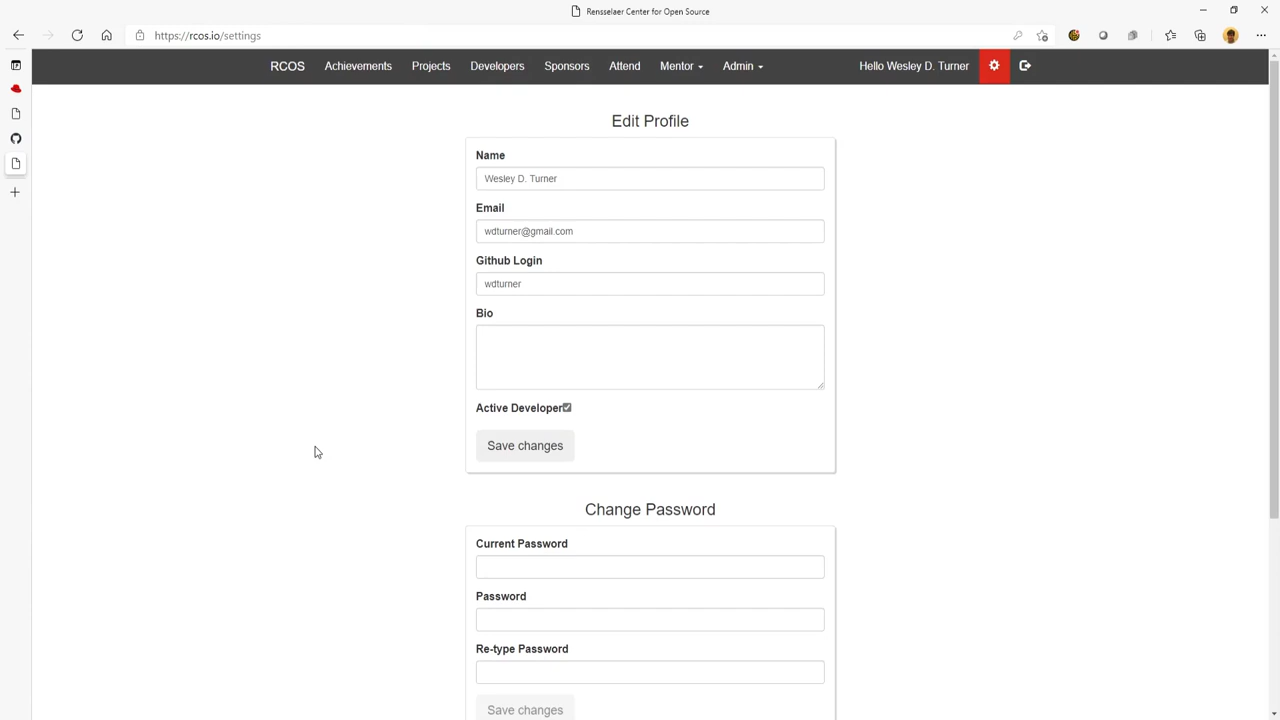 Rensselaer Center for Open Source
https://rcos.io/settings
RCOS Achievements Projects Developers Sponsors Attend Mentor Admin Hello Wesley D. Turner
Edit Profile
Name
Wesley D. Turner
Email
wdturner@gmail.com
Github Login
wdturner
Bio
Active Developer
Save changes
Change Password
Current Password
Password
Re-type Password
Save changes